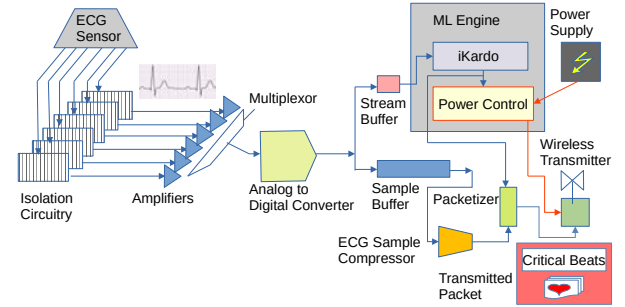 ECG
Sensor
ML Engine
Power
Supply
iKardo
Multiplexor
Stream
Buffer
Power Control
Wireless
Transmitter
Isolation
Circuitry
Amplifiers
Analog to
Digital Converter
Sample
Buffer
Packetizer
ECG Sample
Compressor
Transmitted
Packet
Critical Beats